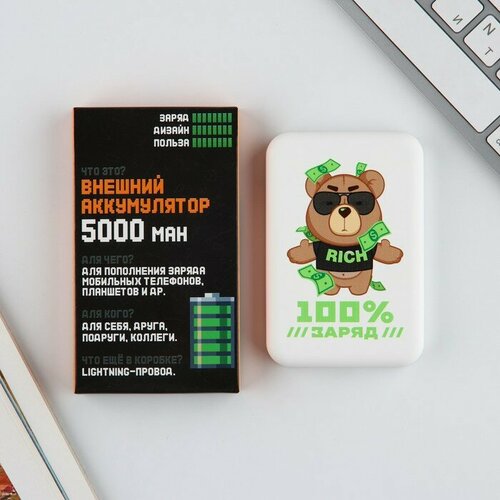 ЗАРЯД
ДИЗАЙН
ПОЛЬЗА
ЧТО ЭТО?
ВНЕШНИЙ
АККУМУЛЯТОР
5000 МАН
ДЛЯ ЧЕГО?
ДЛЯ ПОПОЛНЕНИЯ ЗАРЯДА
МОБИЛЬНЫХ ТЕЛЕФОНОВ,
ПЛАНШЕТОВ И ДР.
ДЛЯ КОГО?
ДЛЯ СЕБЯ, ДРУГА,
ПОДРУГИ, КОЛЛЕГИ.
ЧТО ЕЩЁ В КОРОБКЕ?
LIGHTNING-ПРОВОД.
RICH
100%
///ЗАРЯД///